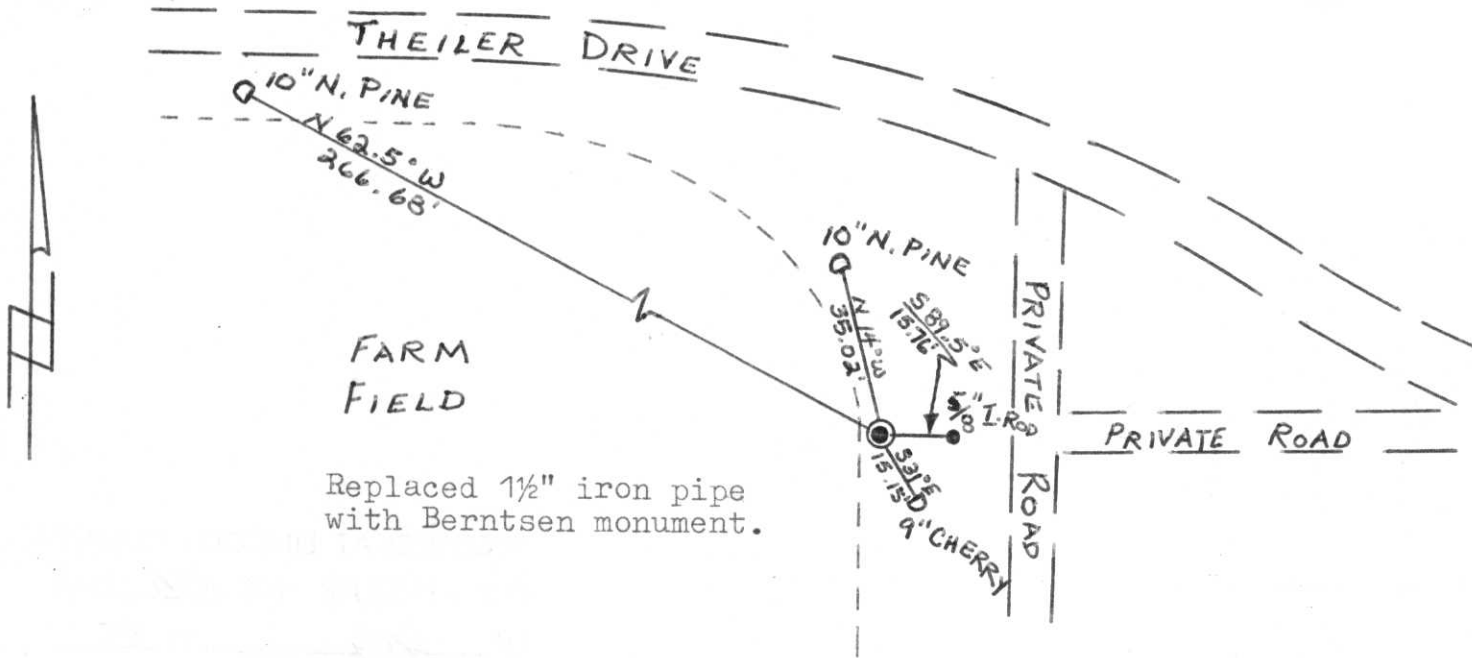 THEILER DRIVE
10" N. PINE
N 62.5° W
266.68'
10" N. PINE
N 14° W
35.02'
S 89.5° E
15.76'
5/8" I. ROD
PRIVATE ROAD
PRIVATE ROAD
FARM
FIELD
S31°E
15.15'
9" CHERRY
Replaced 1½" iron pipe
with Berntsen monument.